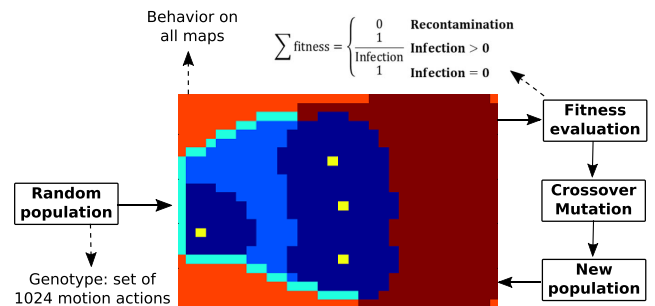 Behavior on
all maps
∑ fitness = { 0 Recontamination
1/Infection Infection > 0
1 Infection = 0
Fitness
evaluation
Random
population
Crossover
Mutation
Genotype: set of
1024 motion actions
New
population